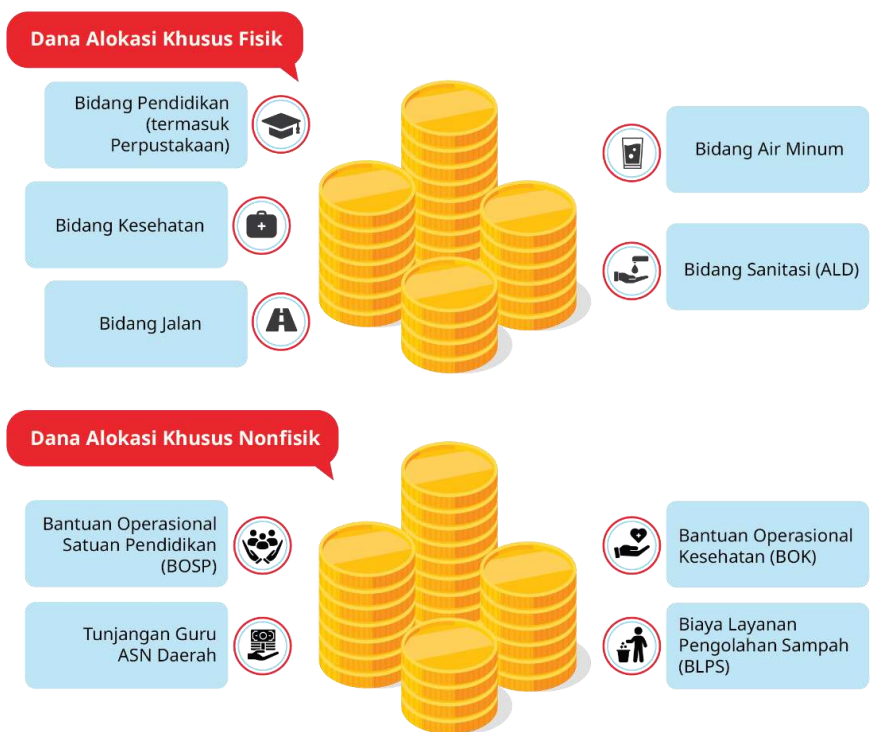 Dana Alokasi Khusus Fisik
Bidang Pendidikan
(termasuk
Perpustakaan)
Bidang Kesehatan
Bidang Jalan
Bidang Air Minum
Bidang Sanitasi (ALD)
Dana Alokasi Khusus Nonfisik
Bantuan Operasional
Satuan Pendidikan
(BOSP)
Tunjangan Guru
ASN Daerah
Bantuan Operasional
Kesehatan (BOK)
Biaya Layanan
Pengolahan Sampah
(BLPS)